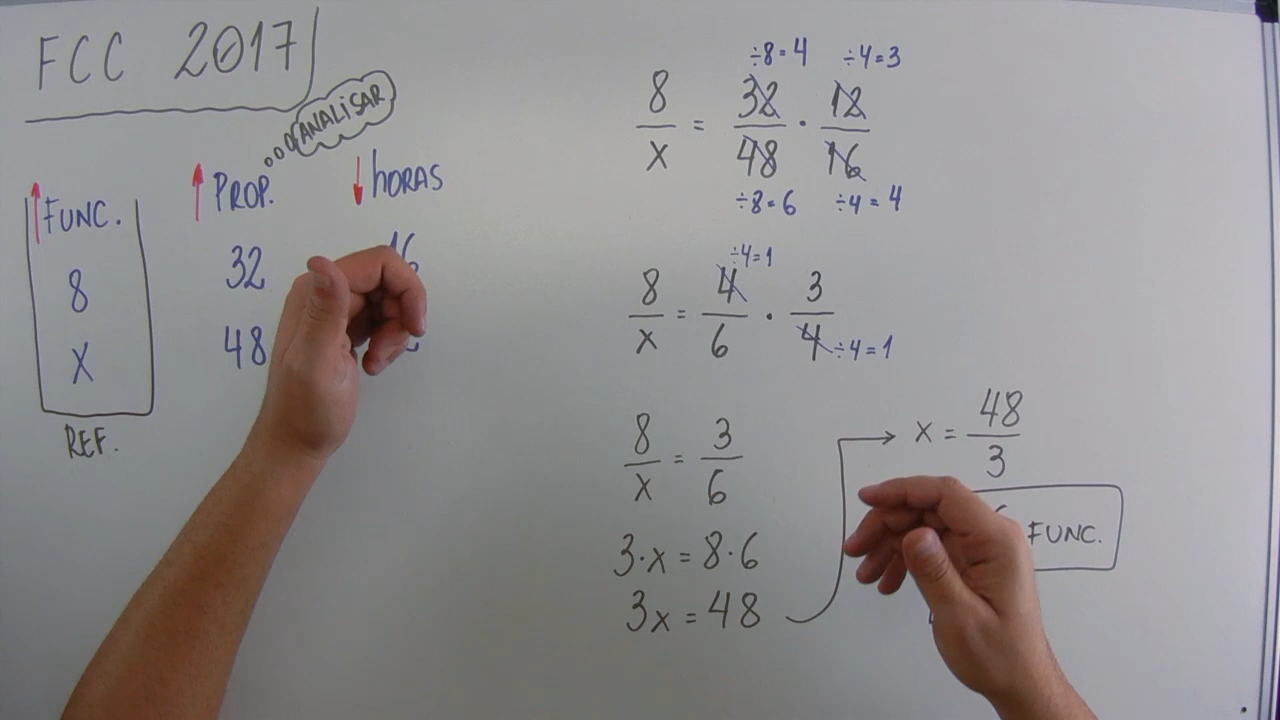 FCC 2017
ANALISAR
FUNC. PROP. HORAS
8 32 16
X 48
REF.
÷8=4 ÷4=3
8/x = 32/48 · 12/16
÷8=6 ÷4=4
÷4=1
8/x = 4/6 · 3/4
÷4=1
8/x = 3/6
3·x=8·6
3x=48
x = 48/3
FUNC.